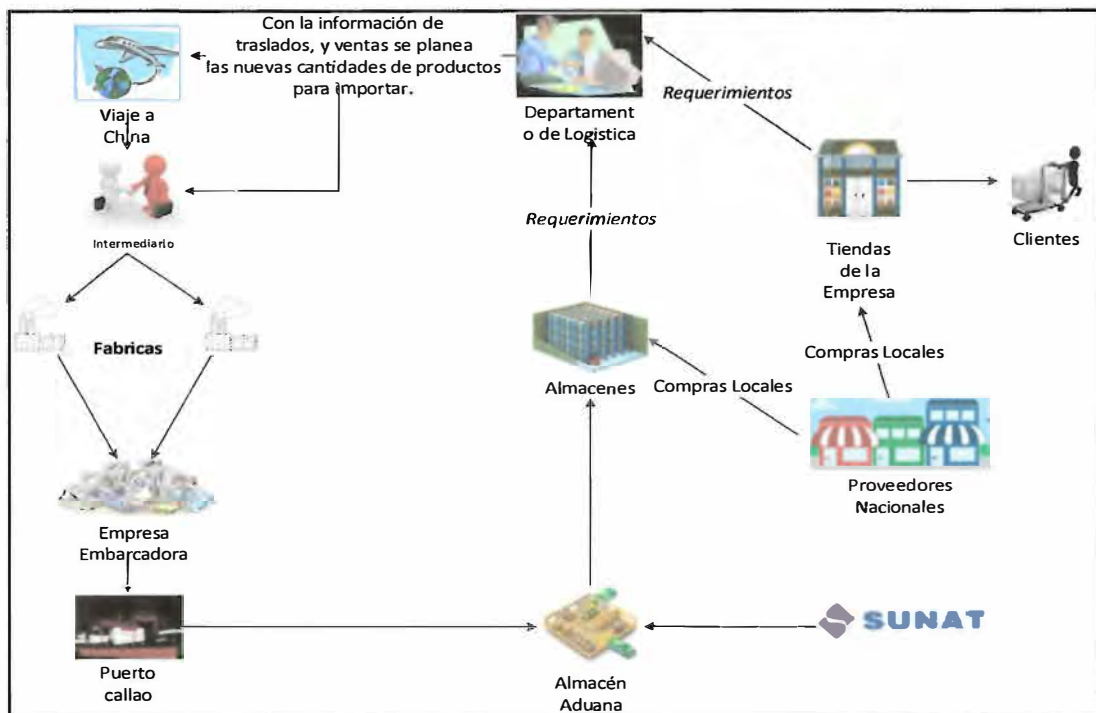 Con la información de
traslados, y ventas se planea
las nuevas cantidades de productos
para importar.
Viaje a
China
Departament
o de Logistica
Requerimientos
Requerimientos
Intermediario
Tiendas
de la
Empresa
Clientes
Fabricas
Almacenes
Compras Locales
Compras Locales
Proveedores
Nacionales
Empresa
Embarcadora
Puerto
callao
Almacén
Aduana
S SUNAT